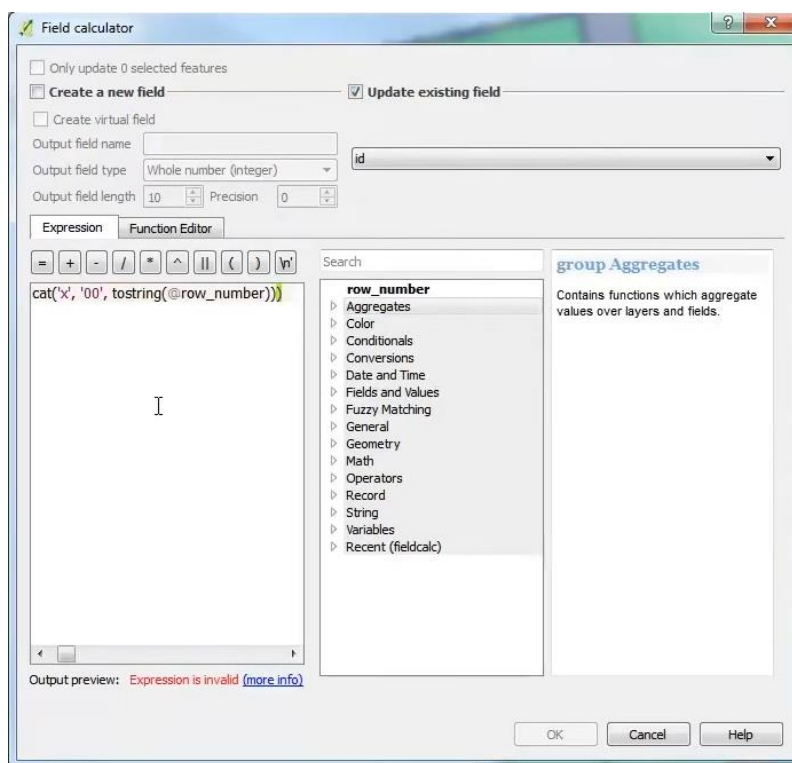 Field calculator
Only update 0 selected features
Create a new field
Update existing field
Create virtual field
Output field name
id
Output field type Whole number (integer)
Output field length 10 Precision 0
Expression Function Editor
= + - / * ^ || ( ) \n'
cat('x', '00', tostring(@row_number)))
Search
row_number
Aggregates
Color
Conditionals
Conversions
Date and Time
Fields and Values
Fuzzy Matching
General
Geometry
Math
Operators
Record
String
Variables
Recent (fieldcalc)
group Aggregates
Contains functions which aggregate
values over layers and fields.
Output preview: Expression is invalid (more info)
OK Cancel Help